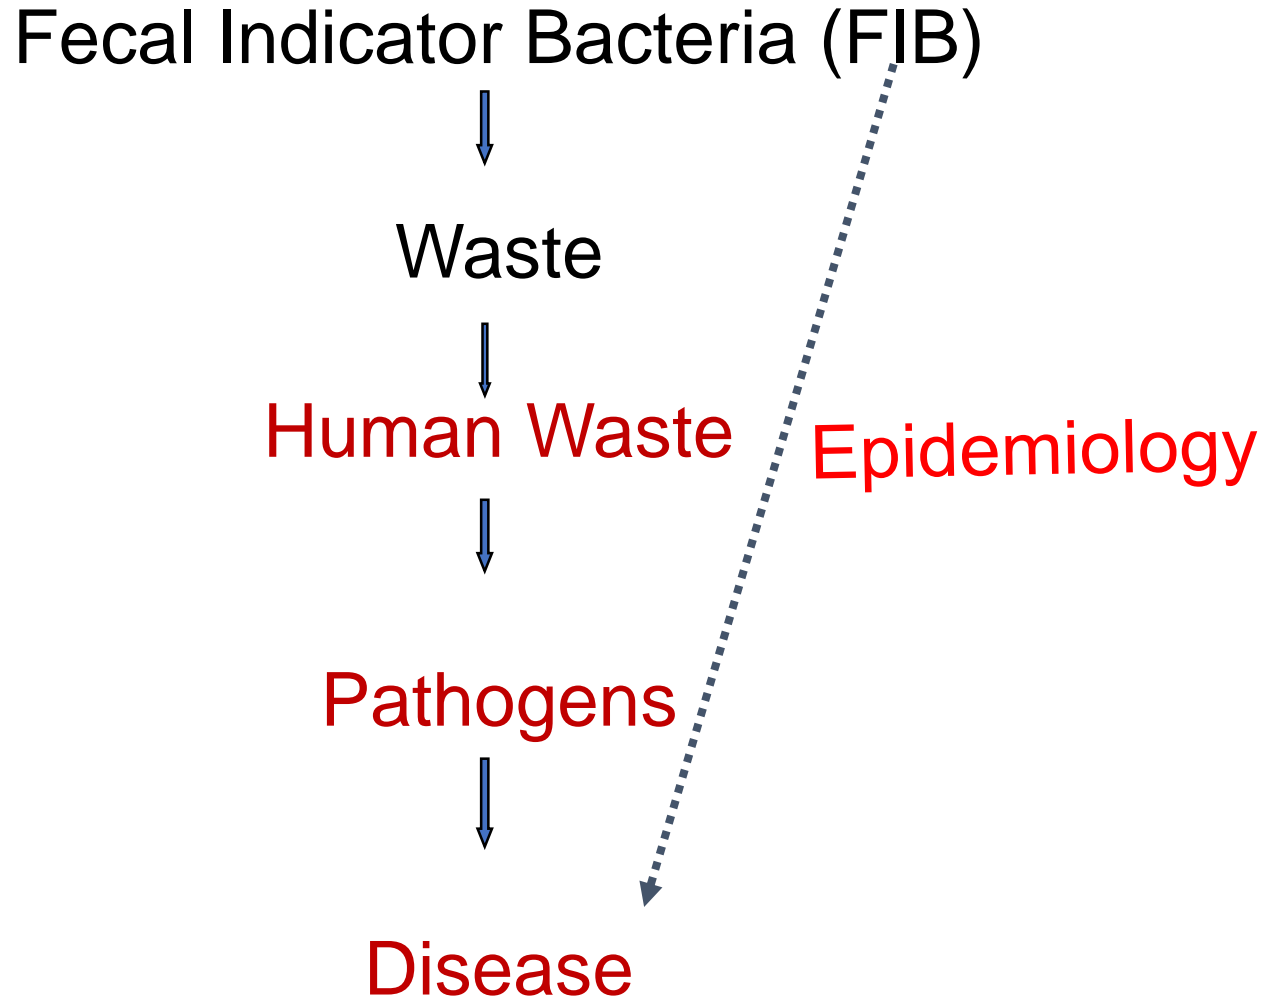 Fecal Indicator Bacteria (FIB)
Waste
Human Waste
Epidemiology
Pathogens
Disease